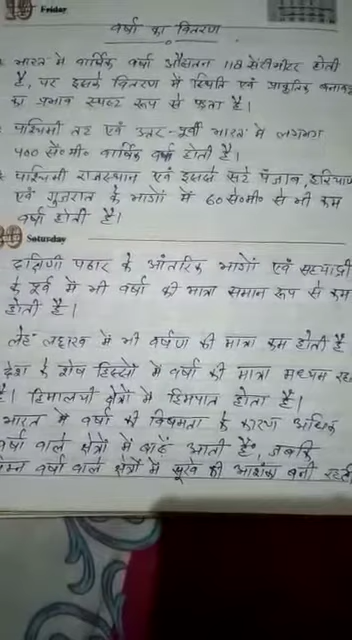 10 Friday
वर्षा का वितरण
भारत में वार्षिक वर्षा औसतन 118 सेंटीमीटर होती
है, पर इसके वितरण में स्थिति एवं प्राकृतिक बनावट
का प्रभाव स्पष्ट रूप से पड़ता है।
पश्चिमी तट एवं उत्तर-पूर्वी भारत में लगभग
400 सें०मी० वार्षिक वर्षा होती है।
पश्चिमी राजस्थान एवं इससे सटे पंजाब, हरियाणा
एवं गुजरात के भागों में 60 से०मी० से भी कम
वर्षा होती है।
Saturday
दक्षिणी पठार के आंतरिक भागों एवं सह्याद्री
के पूर्व में भी वर्षा की मात्रा समान रूप से कम
होती है।
लेह लद्दाख में भी वर्षण की मात्रा कम होती है
देश के शेष हिस्सों में वर्षा की मात्रा मध्यम रह
है। हिमालयी क्षेत्रों में हिमपात होता है।
भारत में वर्षा की विषमता के कारण अधिक
वर्षा वाले क्षेत्रों में बाढ़ें आती हैं, जबकि
निम्न वर्षा वाले क्षेत्रों में सूखे की आशंका बनी रहती